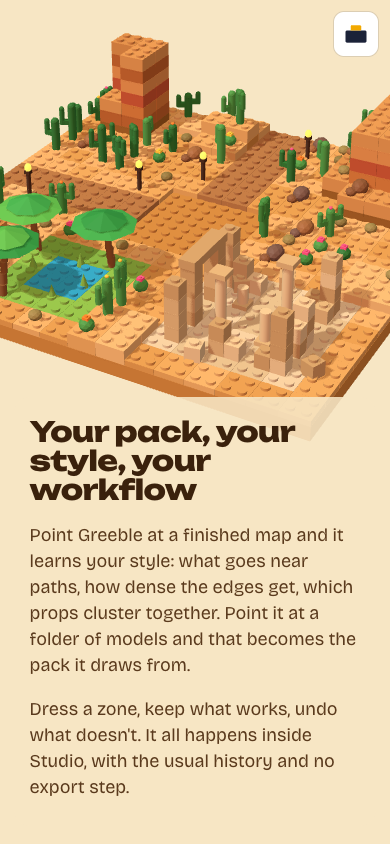 Your pack, your
style, your
workflow
Point Greeble at a finished map and it
learns your style: what goes near
paths, how dense the edges get, which
props cluster together. Point it at a
folder of models and that becomes the
pack it draws from.
Dress a zone, keep what works, undo
what doesn't. It all happens inside
Studio, with the usual history and no
export step.